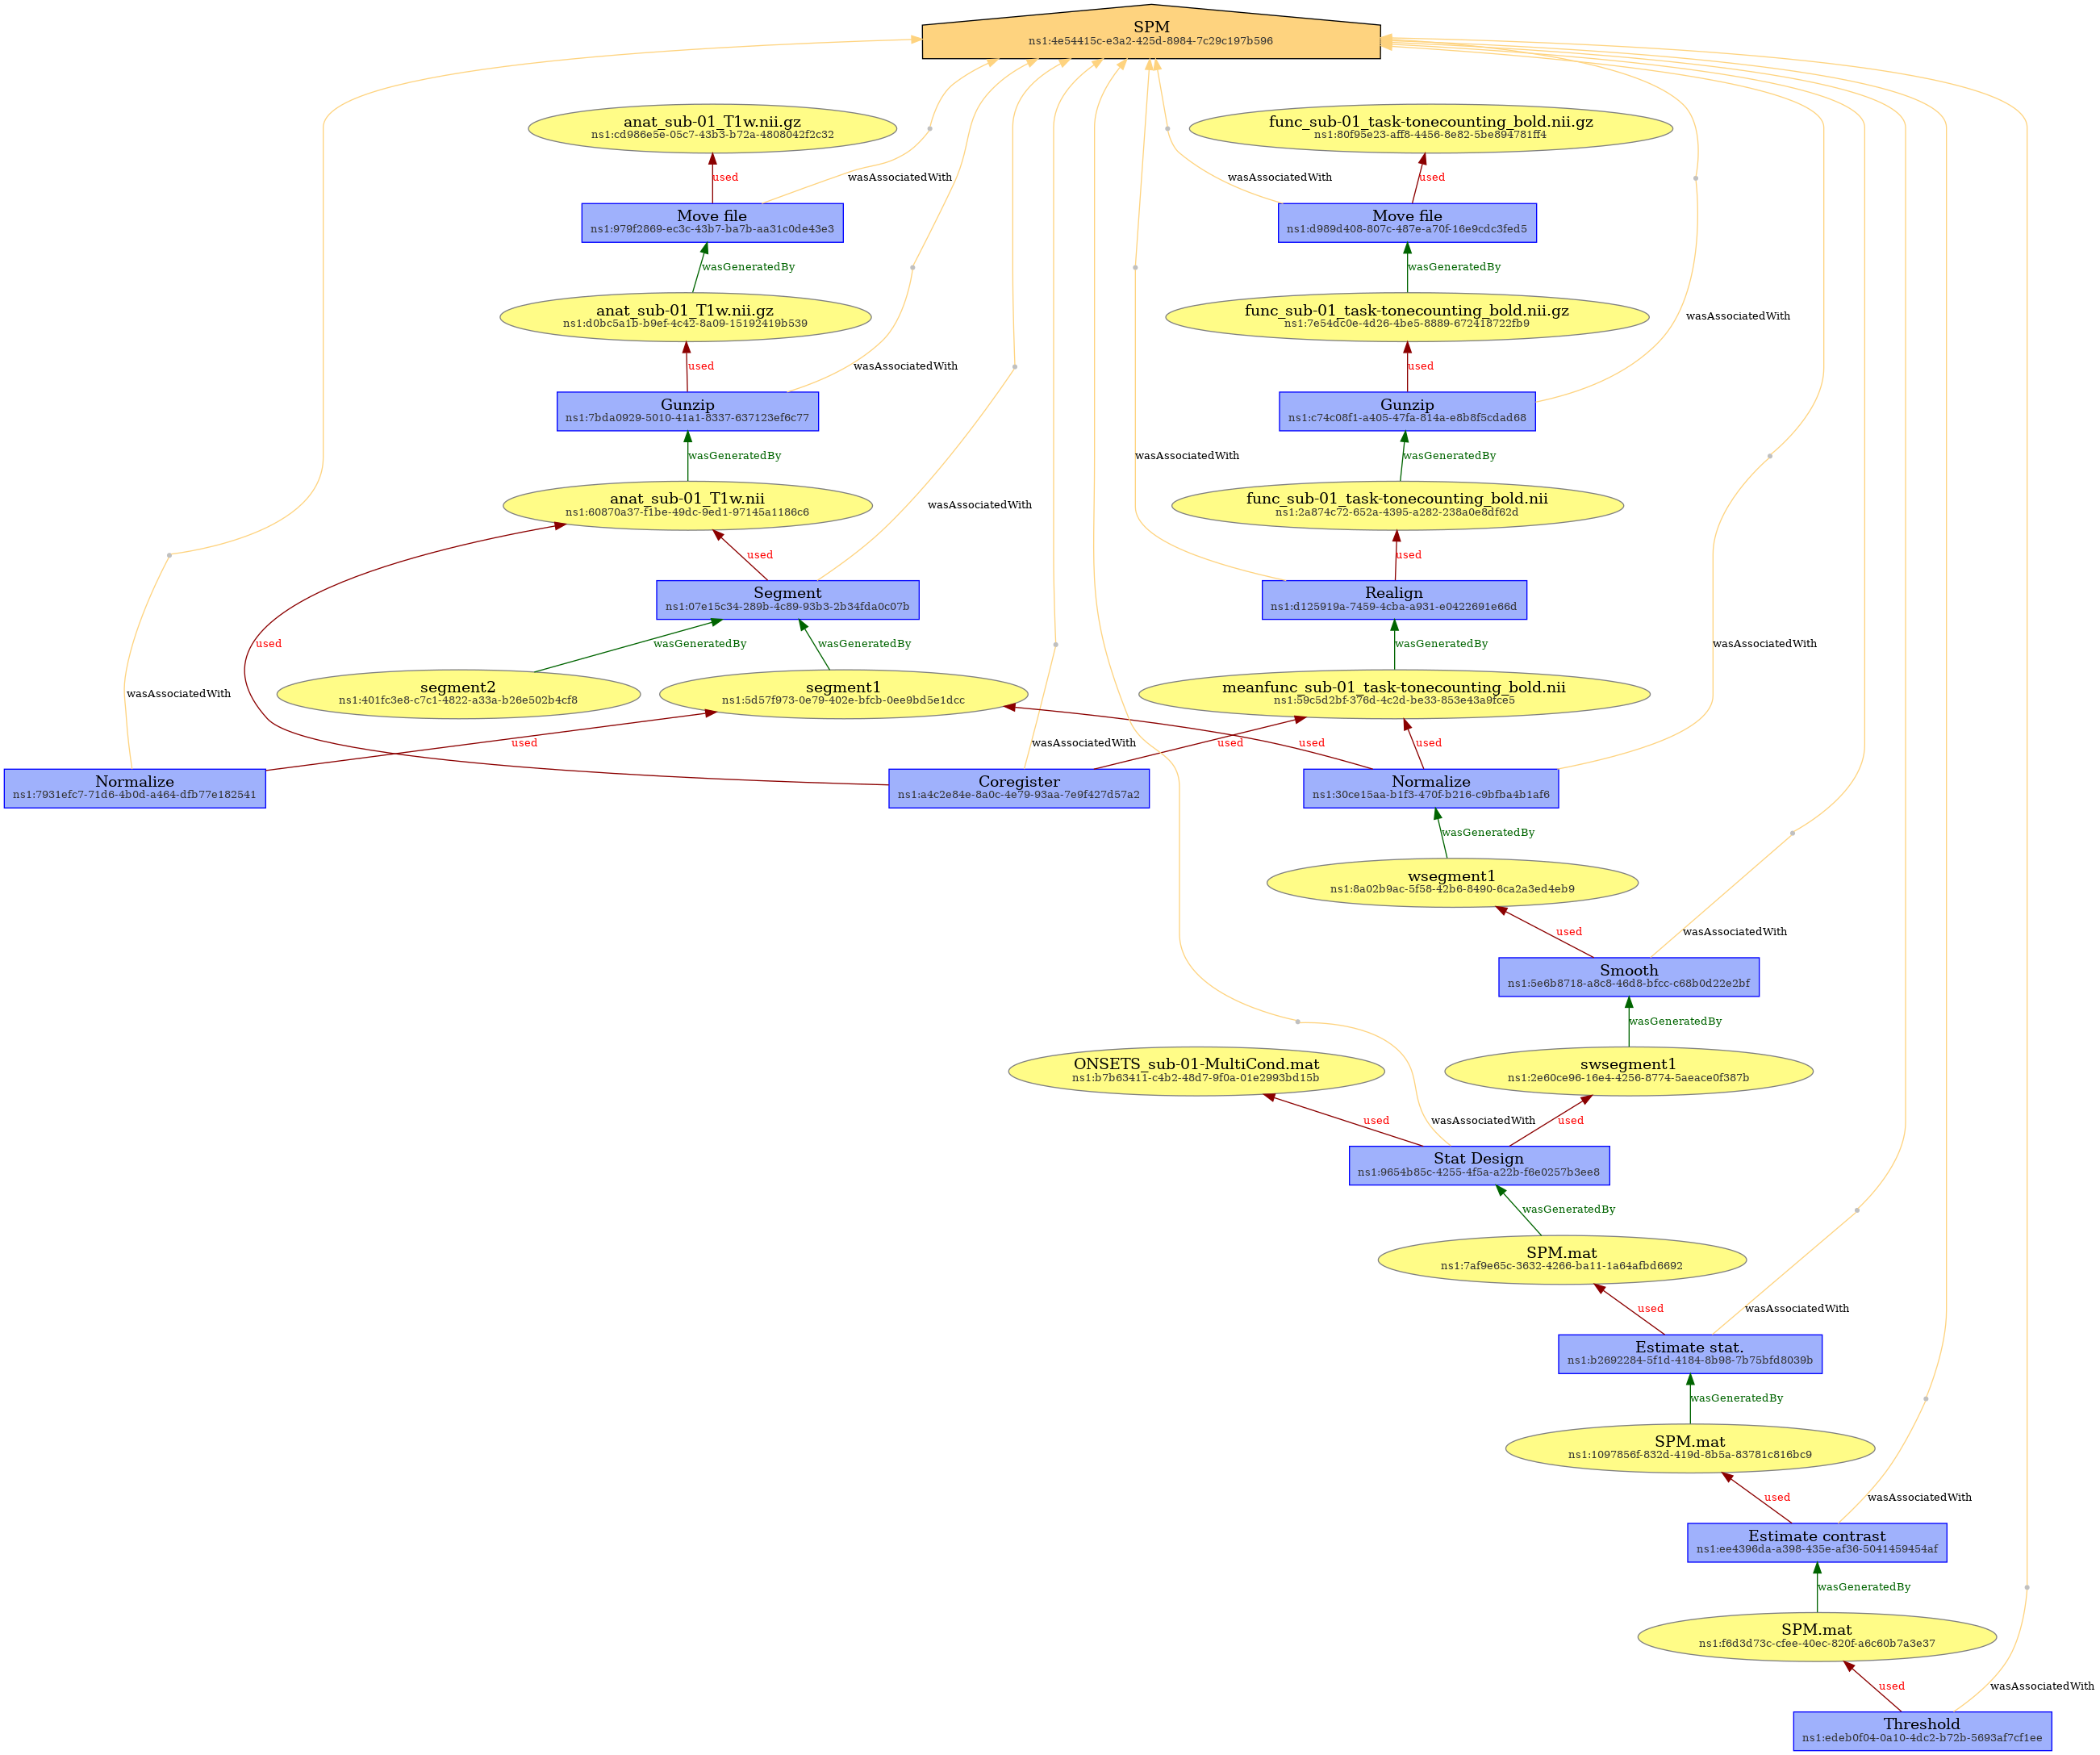 SPM
ns1:4e54415c-e3a2-425d-8984-7c29c197b596
anat_sub-01_T1w.nii.gz
ns1:cd986e5e-05c7-43b3-b72a-4808042f2c32
func_sub-01_task-tonecounting_bold.nii.gz
ns1:80f95e23-aff8-4456-8e82-5be894781ff4
used
wasAssociatedWith
wasAssociatedWith
used
Move file
ns1:979f2869-ec3c-43b7-ba7b-aa31c0de43e3
Move file
ns1:d989d408-807c-487e-a70f-16e9cdc3fed5
wasGeneratedBy
wasGeneratedBy
anat_sub-01_T1w.nii.gz
ns1:d0bc5a1b-b9ef-4c42-8a09-15192419b539
func_sub-01_task-tonecounting_bold.nii.gz
ns1:7e54dc0e-4d26-4be5-8889-672418722fb9
wasAssociatedWith
used
wasAssociatedWith
used
Gunzip
ns1:7bda0929-5010-41a1-8337-637123ef6c77
Gunzip
ns1:c74c08f1-a405-47fa-814a-e8b8f5cdad68
wasGeneratedBy
wasAssociatedWith
wasGeneratedBy
anat_sub-01_T1w.nii
ns1:60870a37-f1be-49dc-9ed1-97145a1186c6
wasAssociatedWith
func_sub-01_task-tonecounting_bold.nii
ns1:2a874c72-652a-4395-a282-238a0e8df62d
used
used
Segment
ns1:07e15c34-289b-4c89-93b3-2b34fda0c07b
Realign
ns1:d125919a-7459-4cba-a931-e0422691e66d
used
wasGeneratedBy
wasGeneratedBy
wasGeneratedBy
wasAssociatedWith
segment2
ns1:401fc3e8-c7c1-4822-a33a-b26e502b4cf8
segment1
ns1:5d57f973-0e79-402e-bfcb-0ee9bd5e1dcc
meanfunc_sub-01_task-tonecounting_bold.nii
ns1:59c5d2bf-376d-4c2d-be33-853e43a9fce5
wasAssociatedWith
used
wasAssociatedWith
used
used
used
Normalize
ns1:7931efc7-71d6-4b0d-a464-dfb77e182541
Coregister
ns1:a4c2e84e-8a0c-4e79-93aa-7e9f427d57a2
Normalize
ns1:30ce15aa-b1f3-470f-b216-c9bfba4b1af6
wasGeneratedBy
wsegment1
ns1:8a02b9ac-5f58-42b6-8490-6ca2a3ed4eb9
used
wasAssociatedWith
Smooth
ns1:5e6b8718-a8c8-46d8-bfcc-c68b0d22e2bf
wasGeneratedBy
ONSETS_sub-01-MultiCond.mat
ns1:b7b63411-c4b2-48d7-9f0a-01e2993bd15b
swsegment1
ns1:2e60ce96-16e4-4256-8774-5aeace0f387b
used
wasAssociatedWith
used
Stat Design
ns1:9654b85c-4255-4f5a-a22b-f6e0257b3ee8
wasGeneratedBy
SPM.mat
ns1:7af9e65c-3632-4266-ba11-1a64afbd6692
used
wasAssociatedWith
Estimate stat.
ns1:b2692284-5f1d-4184-8b98-7b75bfd8039b
wasGeneratedBy
SPM.mat
ns1:1097856f-832d-419d-8b5a-83781c816bc9
used
wasAssociatedWith
Estimate contrast
ns1:ee4396da-a398-435e-af36-5041459454af
wasGeneratedBy
SPM.mat
ns1:f6d3d73c-cfee-40ec-820f-a6c60b7a3e37
used
wasAssociatedWith
Threshold
ns1:edeb0f04-0a10-4dc2-b72b-5693af7cf1ee